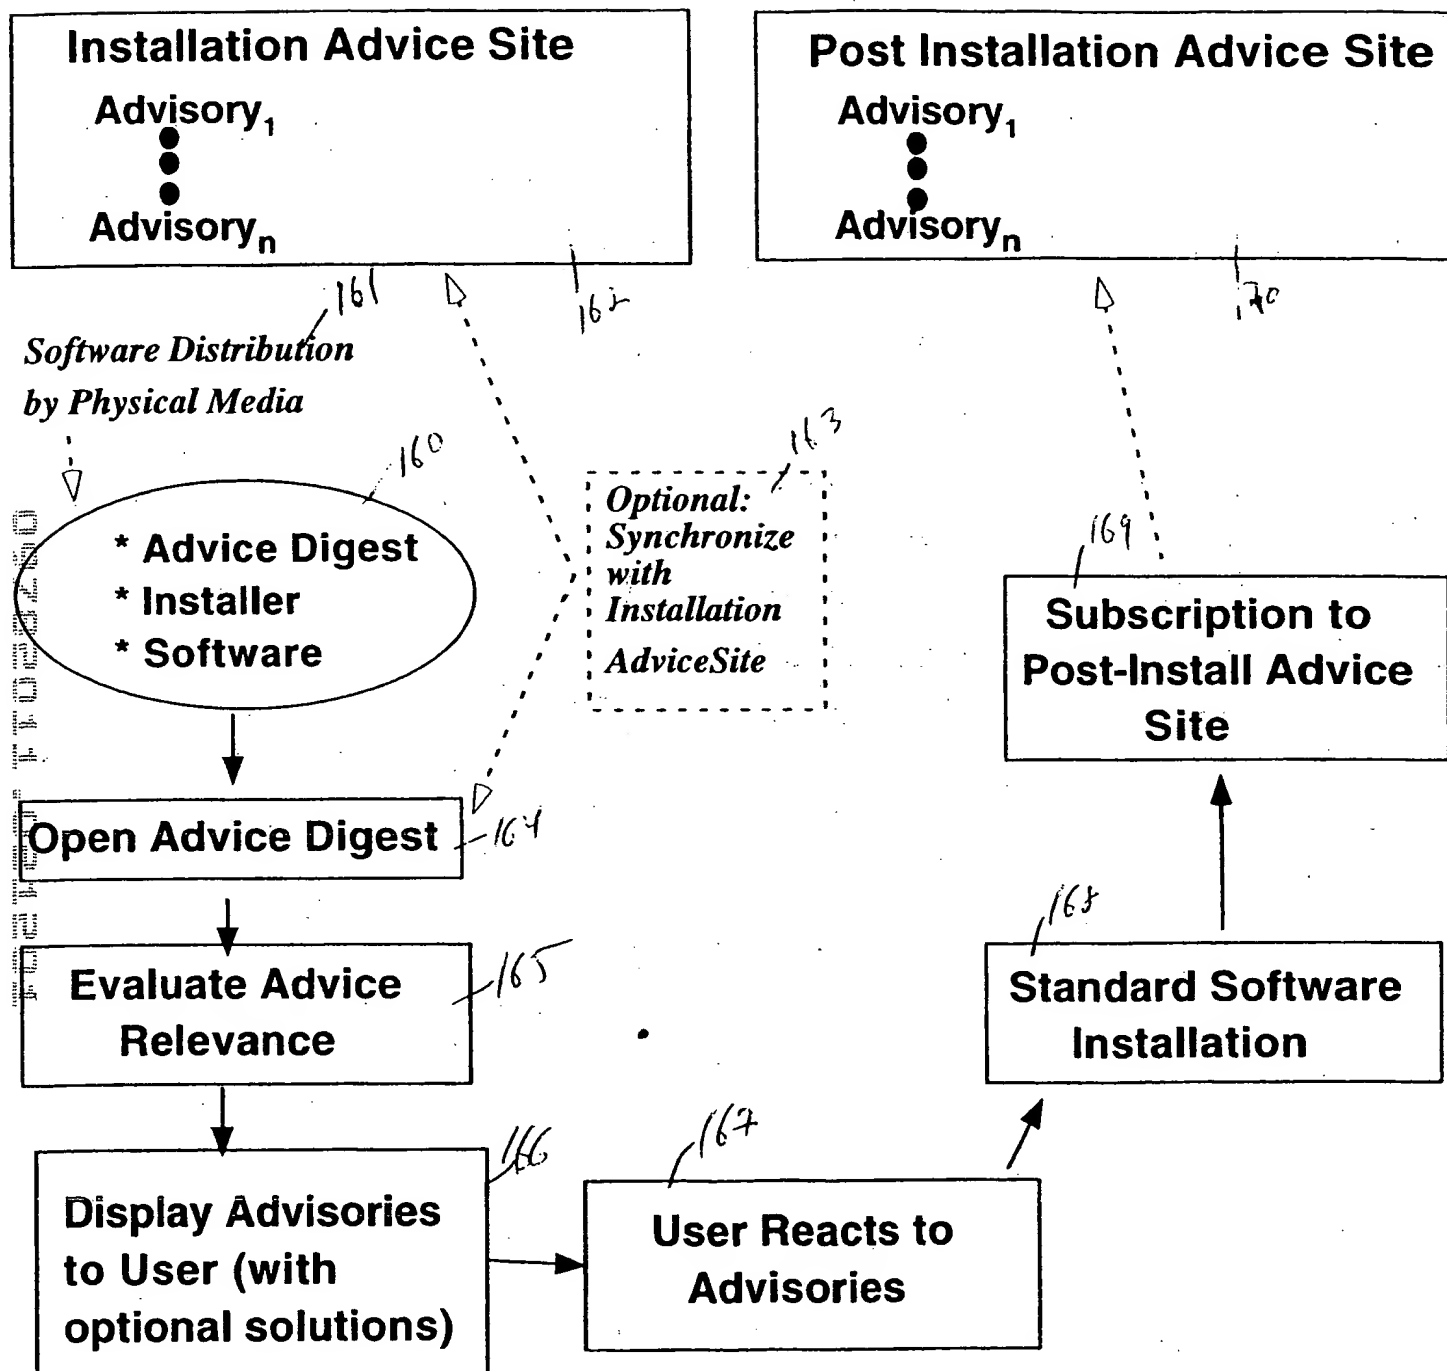 Installation Advice Site
Advisory1
Advisoryn
161
162
Post Installation Advice Site
Advisory1
Advisoryn
170
Software Distribution
by Physical Media
160
* Advice Digest
* Installer
* Software
163
Optional:
Synchronize
with
Installation
AdviceSite
169
Subscription to
Post-Install Advice
Site
Open Advice Digest
164
Evaluate Advice
Relevance
165
168
Standard Software
Installation
166
Display Advisories
to User (with
optional solutions)
167
User Reacts to
Advisories